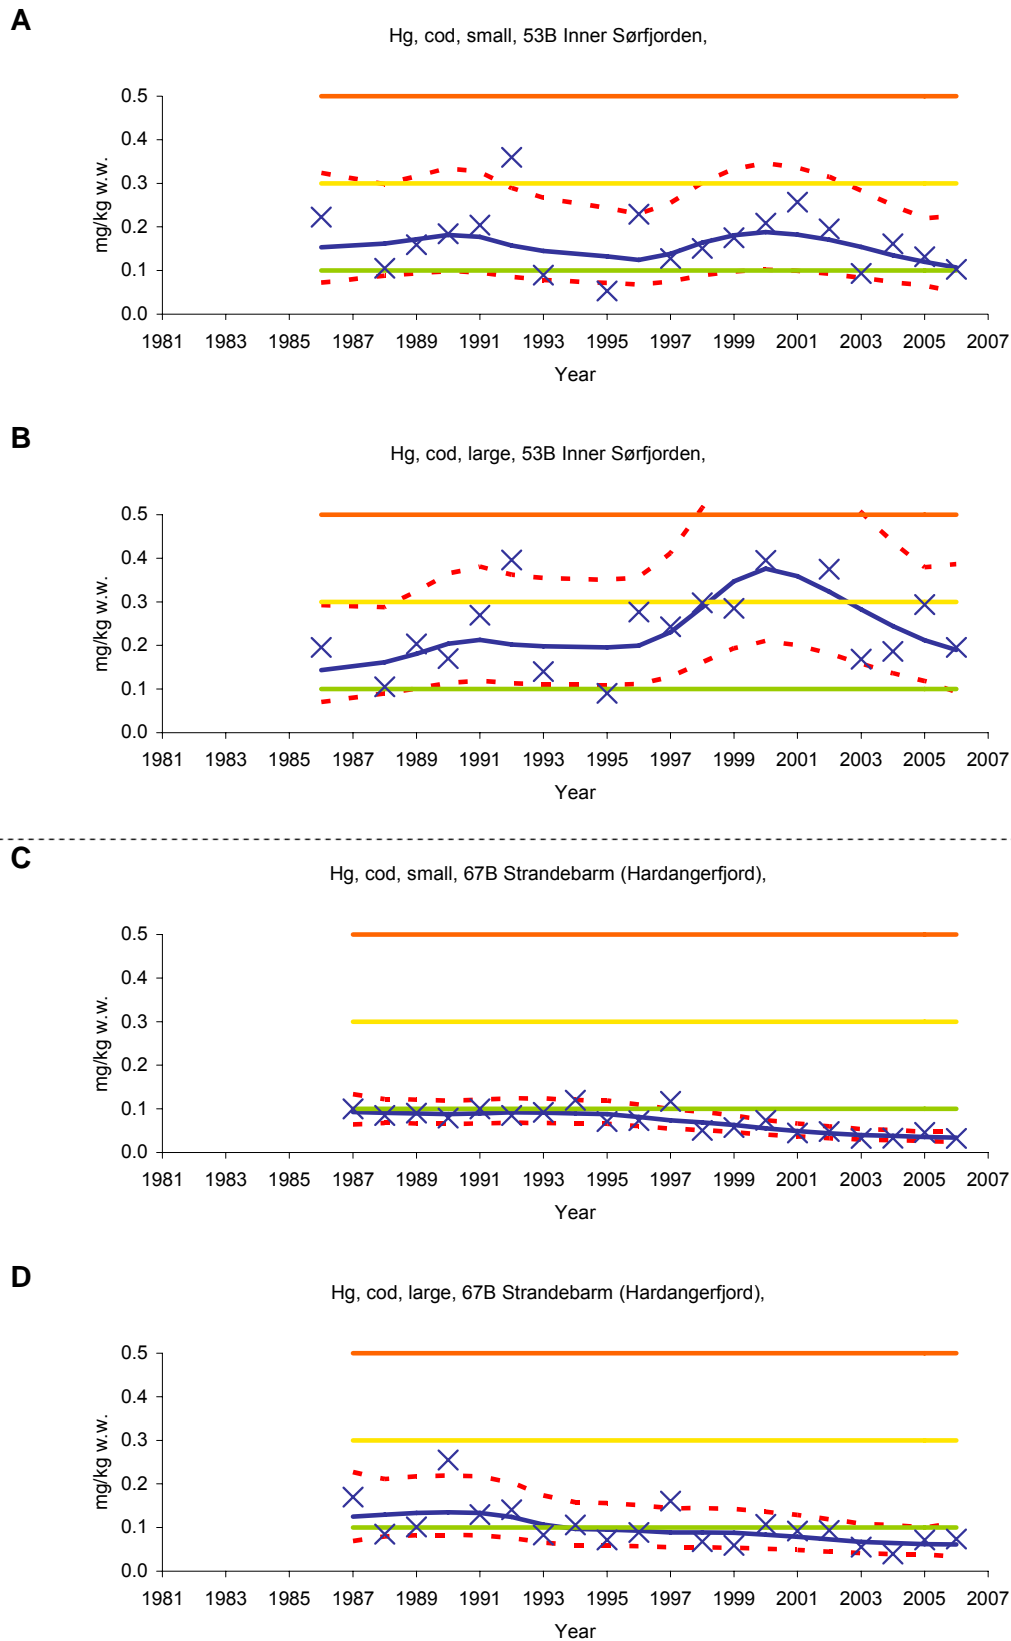 A
Hg, cod, small, 53B Inner Sørfjorden,
mg/kg w.w.
0.5
0.4
0.3
0.2
0.1
0.0
1981 1983 1985 1987 1989 1991 1993 1995 1997 1999 2001 2003 2005 2007
Year
B
Hg, cod, large, 53B Inner Sørfjorden,
mg/kg w.w.
0.5
0.4
0.3
0.2
0.1
0.0
1981 1983 1985 1987 1989 1991 1993 1995 1997 1999 2001 2003 2005 2007
Year
C
Hg, cod, small, 67B Strandebarm (Hardangerfjord),
mg/kg w.w.
0.5
0.4
0.3
0.2
0.1
0.0
1981 1983 1985 1987 1989 1991 1993 1995 1997 1999 2001 2003 2005 2007
Year
D
Hg, cod, large, 67B Strandebarm (Hardangerfjord),
mg/kg w.w.
0.5
0.4
0.3
0.2
0.1
0.0
1981 1983 1985 1987 1989 1991 1993 1995 1997 1999 2001 2003 2005 2007
Year